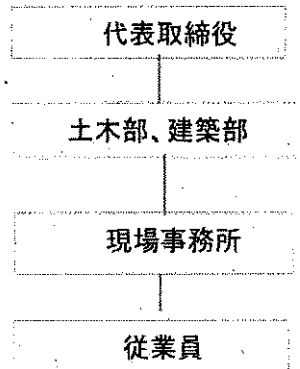 代表取締役
土木部、建築部
現場事務所
従業員